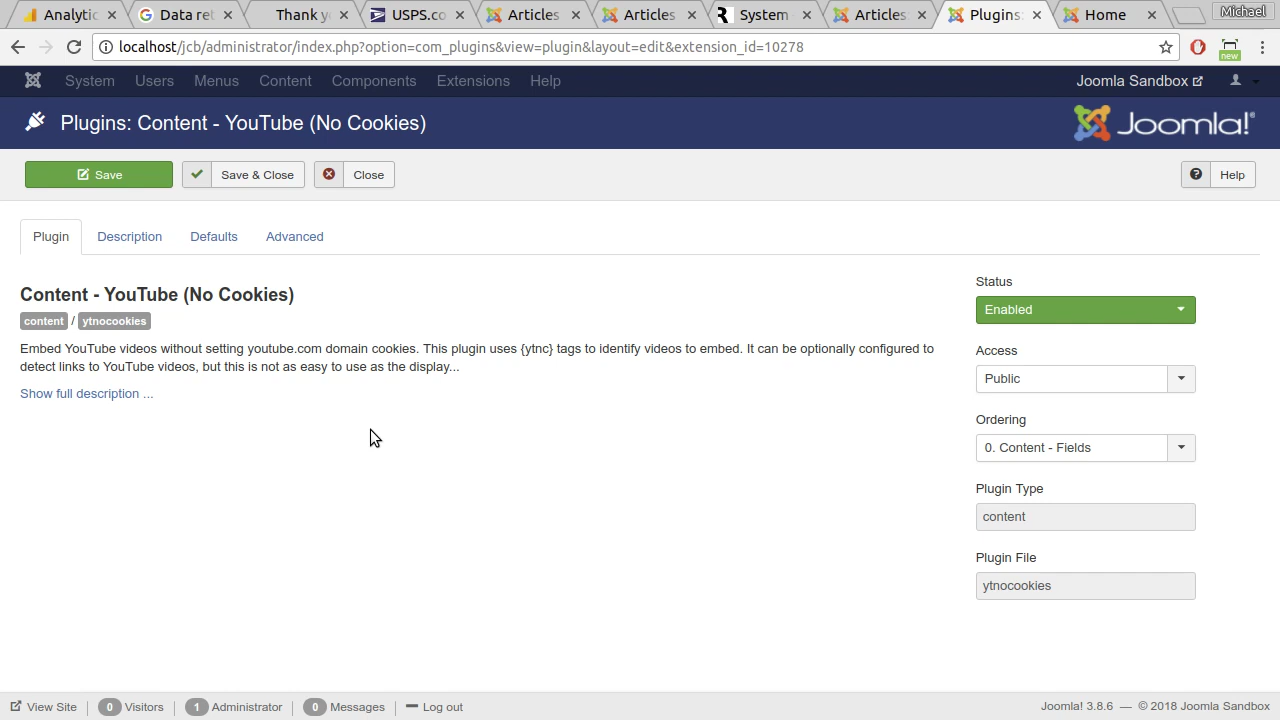 Analytic
Data ret
Thank y
USPS.co
Articles
Articles
System
Articles
Plugins
Home
Michael
localhost/jcb/administrator/index.php?option=com_plugins&view=plugin&layout=edit&extension_id=10278
new
System Users Menus Content Components Extensions Help
Joomla Sandbox
Plugins: Content - YouTube (No Cookies)
Joomla!®
Save
Save & Close
Close
Help
Plugin Description Defaults Advanced
Content - YouTube (No Cookies)
content / ytnocookies
Embed YouTube videos without setting youtube.com domain cookies. This plugin uses {ytnc} tags to identify videos to embed. It can be optionally configured to
detect links to YouTube videos, but this is not as easy to use as the display...
Show full description ...
Status
Enabled
Access
Public
Ordering
0. Content - Fields
Plugin Type
content
Plugin File
ytnocookies
View Site 0 Visitors 1 Administrator 0 Messages Log out
Joomla! 3.8.6 — © 2018 Joomla Sandbox